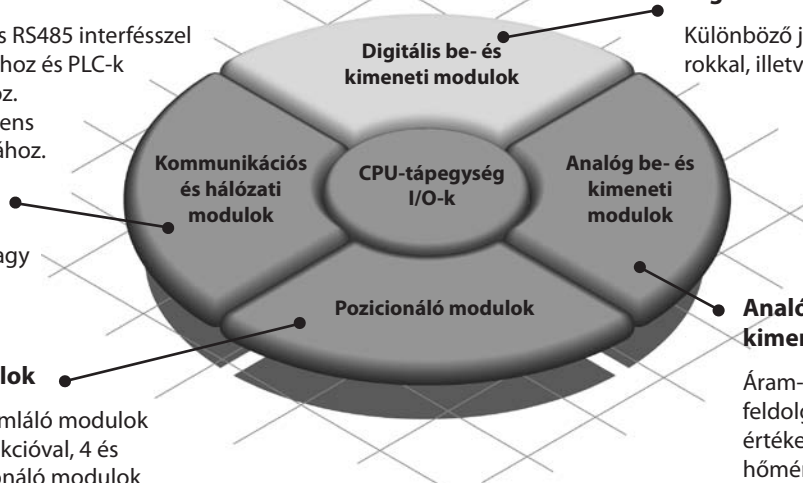 s RS485 interfésszel
hoz és PLC-k
z.
ens
ához.
agy
lok
mláló modulok
kcióval, 4 és
onáló modulok
Digitális be- és
kimeneti modulok
Kommunikációs
és hálózati
modulok
CPU-tápegység
I/O-k
Analóg be- és
kimeneti
modulok
Pozicionáló modulok
Különböző j
rokkal, illetv
Analó
kimen
Áram-
feldolg
értéke
hőmér